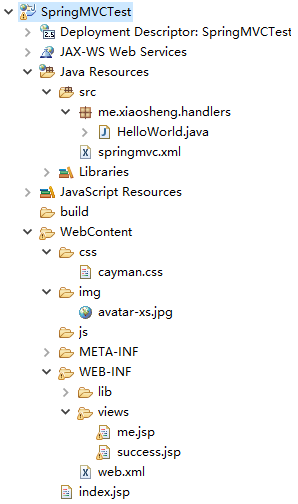 SpringMVCTest
Deployment Descriptor: SpringMVCTest
JAX-WS Web Services
Java Resources
src
me.xiaosheng.handlers
HelloWorld.java
springmvc.xml
Libraries
JavaScript Resources
build
WebContent
css
cayman.css
img
avatar-xs.jpg
js
META-INF
WEB-INF
lib
views
me.jsp
success.jsp
web.xml
index.jsp